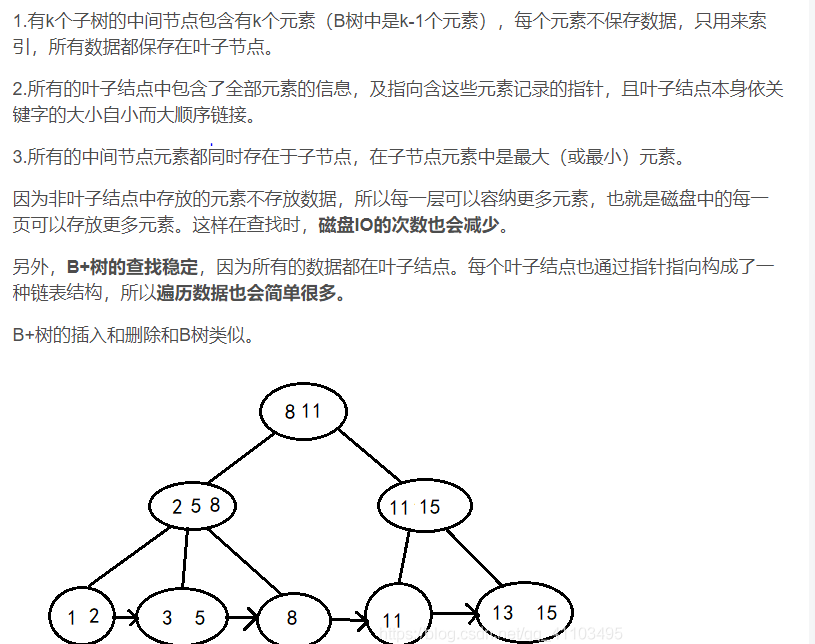 1.有k个子树的中间节点包含有k个元素（B树中是k-1个元素），每个元素不保存数据，只用来索
引，所有数据都保存在叶子节点。
2.所有的叶子结点中包含了全部元素的信息，及指向含这些元素记录的指针，且叶子结点本身依关
键字的大小自小而大顺序链接。
3.所有的中间节点元素都同时存在于子节点，在子节点元素中是最大（或最小）元素。
因为非叶子结点中存放的元素不存放数据，所以每一层可以容纳更多元素，也就是磁盘中的每一
页可以存放更多元素。这样在查找时，磁盘IO的次数也会减少。
另外，B+树的查找稳定，因为所有的数据都在叶子结点。每个叶子结点也通过指针指向构成了一
种链表结构，所以遍历数据也会简单很多。
B+树的插入和删除和B树类似。
8 11
2 5 8
11 15
1 2
3 5
8
11
13 15